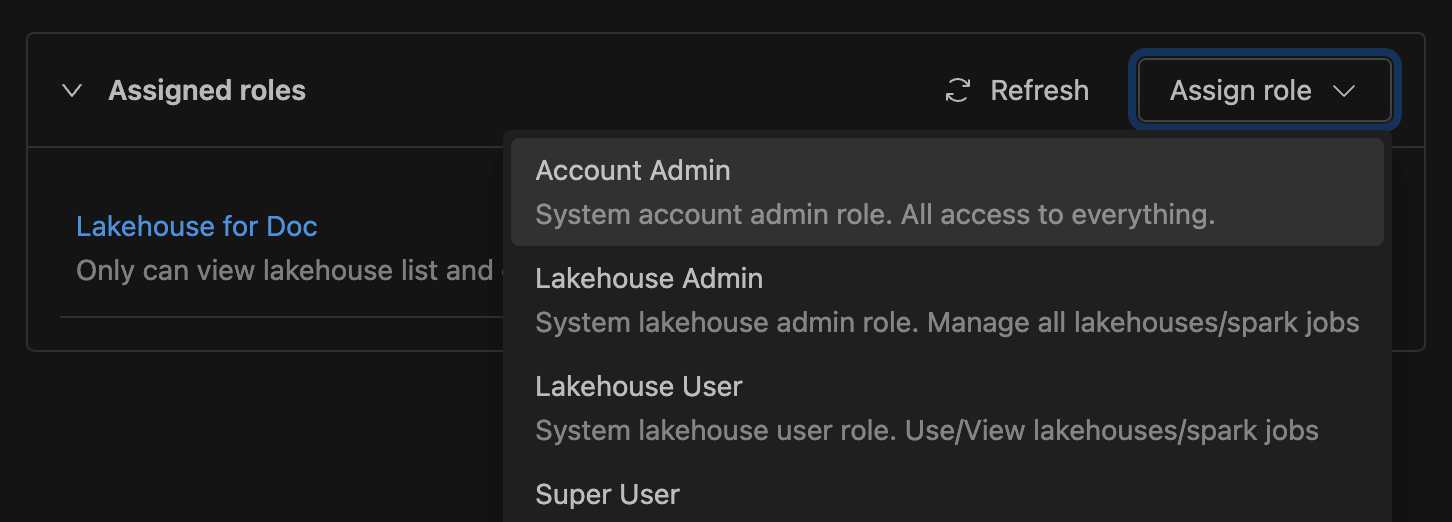 Assigned roles
Refresh
Assign role
Account Admin
System account admin role. All access to everything.
Lakehouse for Doc
Only can view lakehouse list and
Lakehouse Admin
System lakehouse admin role. Manage all lakehouses/spark jobs
Lakehouse User
System lakehouse user role. Use/View lakehouses/spark jobs
Super User